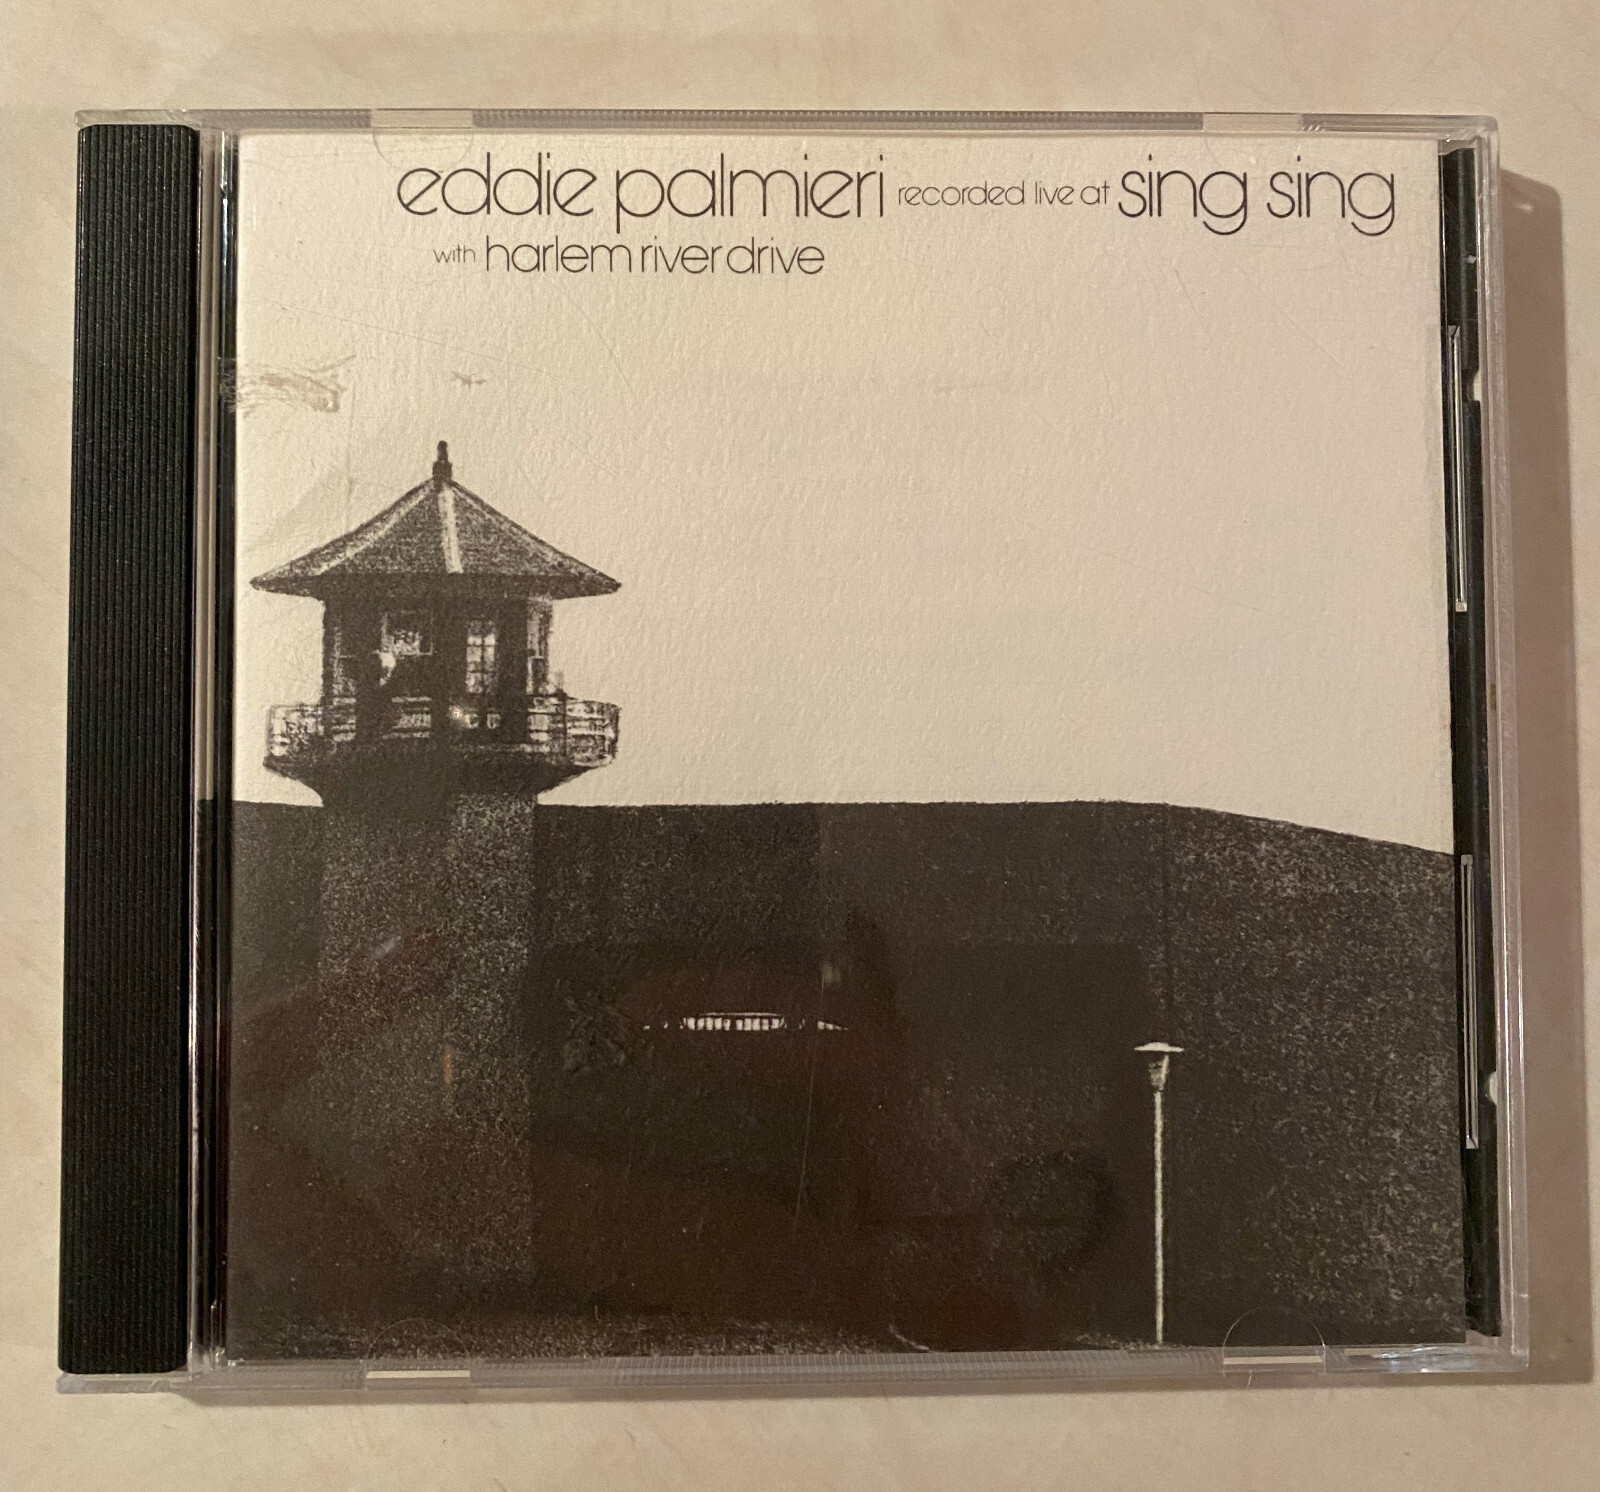 eddie palmieri recorded live at sing sing
with harlem river drive